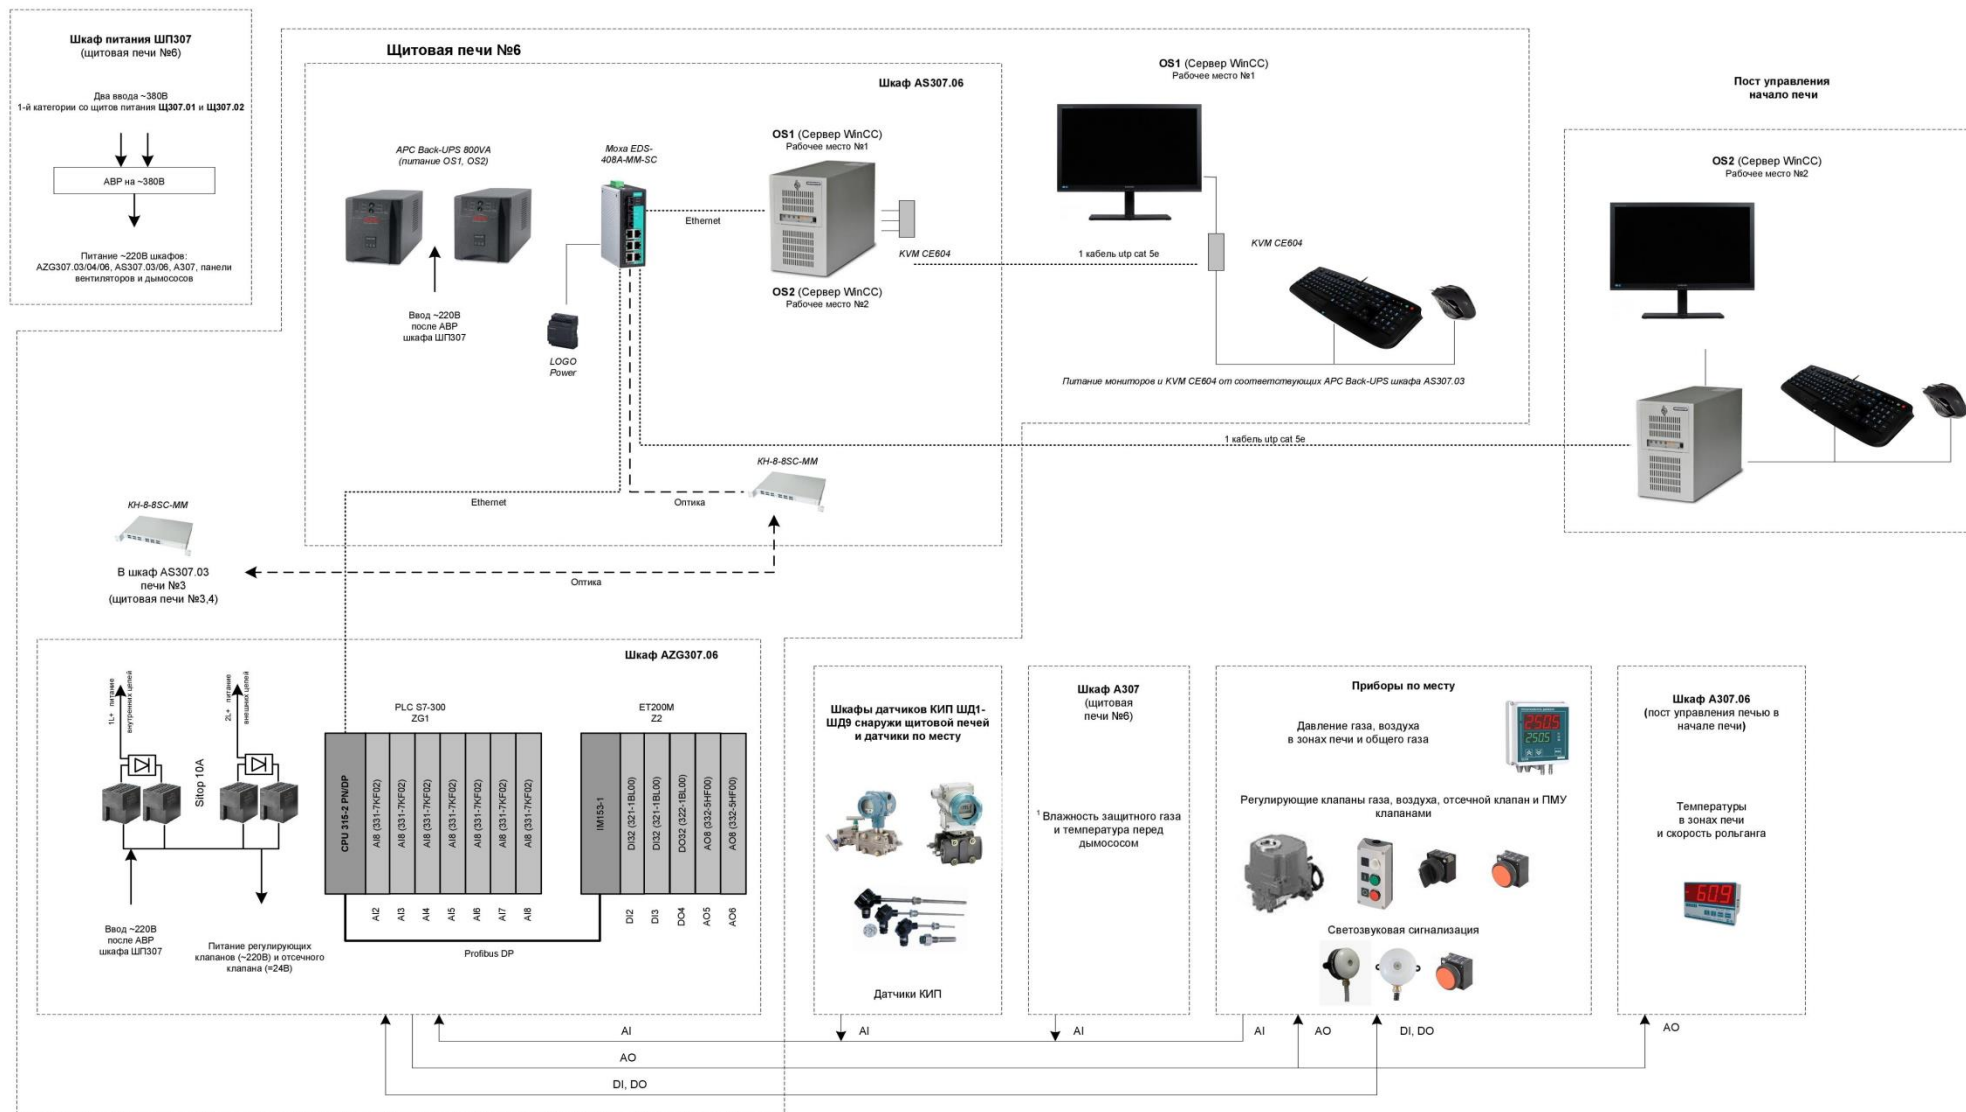 Шкаф питания ШП307
(щитовая печи №6)
Два ввода ~380В
1-й категории со щитов питания Щ307.01 и Щ307.02
АВР на ~380В
Питание ~220В шкафов:
AZG307.03/04/06, AS307.03/06, А307, панели
вентиляторов и дымососов
Щитовая печи №6
Шкаф AS307.06
APC Back-UPS 800VA
(питание OS1, OS2)
Ввод ~220В
после АВР
шкафа ШП307
Moxa EDS-
408A-MM-SC
LOGO
Power
Ethernet
OS1 (Сервер WinCC)
Рабочее место №1
OS2 (Сервер WinCC)
Рабочее место №2
KVM CE604
1 кабель utp cat 5e
OS1 (Сервер WinCC)
Рабочее место №1
KVM CE604
Питание мониторов и KVM CE604 от соответствующих APC Back-UPS шкафа AS307.03
1 кабель utp cat 5e
Пост управления
начало печи
OS2 (Сервер WinCC)
Рабочее место №2
Ethernet
Оптика
КН-8-8SC-MM
КН-8-8SC-MM
В шкаф AS307.03
печи №3
(щитовая печи №3,4)
Оптика
Шкаф AZG307.06
1L+ питание
внутренних цепей
2L+ питание
внешних цепей
Sitop 10A
Ввод ~220В
после АВР
шкафа ШП307
Питание регулирующих
клапанов (~220В) и отсечного
клапана (=24В)
PLC S7-300
ZG1
CPU 315-2 PN/DP
AI8 (331-7KF02)
AI8 (331-7KF02)
AI8 (331-7KF02)
AI8 (331-7KF02)
AI8 (331-7KF02)
AI8 (331-7KF02)
AI8 (331-7KF02)
AI2
AI3
AI4
AI5
AI6
AI7
AI8
ET200M
Z2
IM153-1
DI32 (321-1BL00)
DI32 (321-1BL00)
DO32 (322-1BL00)
AO8 (332-5HF00)
AO8 (332-5HF00)
DI2
DI3
DO4
AO5
AO6
Profibus DP
Шкафы датчиков КИП ШД1-
ШД9 снаружи щитовой печей
и датчики по месту
Датчики КИП
Шкаф А307
(щитовая
печи №6)
1 Влажность защитного газа
и температура перед
дымососом
Приборы по месту
Давление газа, воздуха
в зонах печи и общего газа
2505
2505
Регулирующие клапаны газа, воздуха, отсечной клапан и ПМУ
клапанами
Светозвуковая сигнализация
Шкаф А307.06
(пост управления печью в
начале печи)
Температуры
в зонах печи
и скорость рольганга
60.9
AI
AI
AI
AO
DI, DO
AO
AO
DI, DO